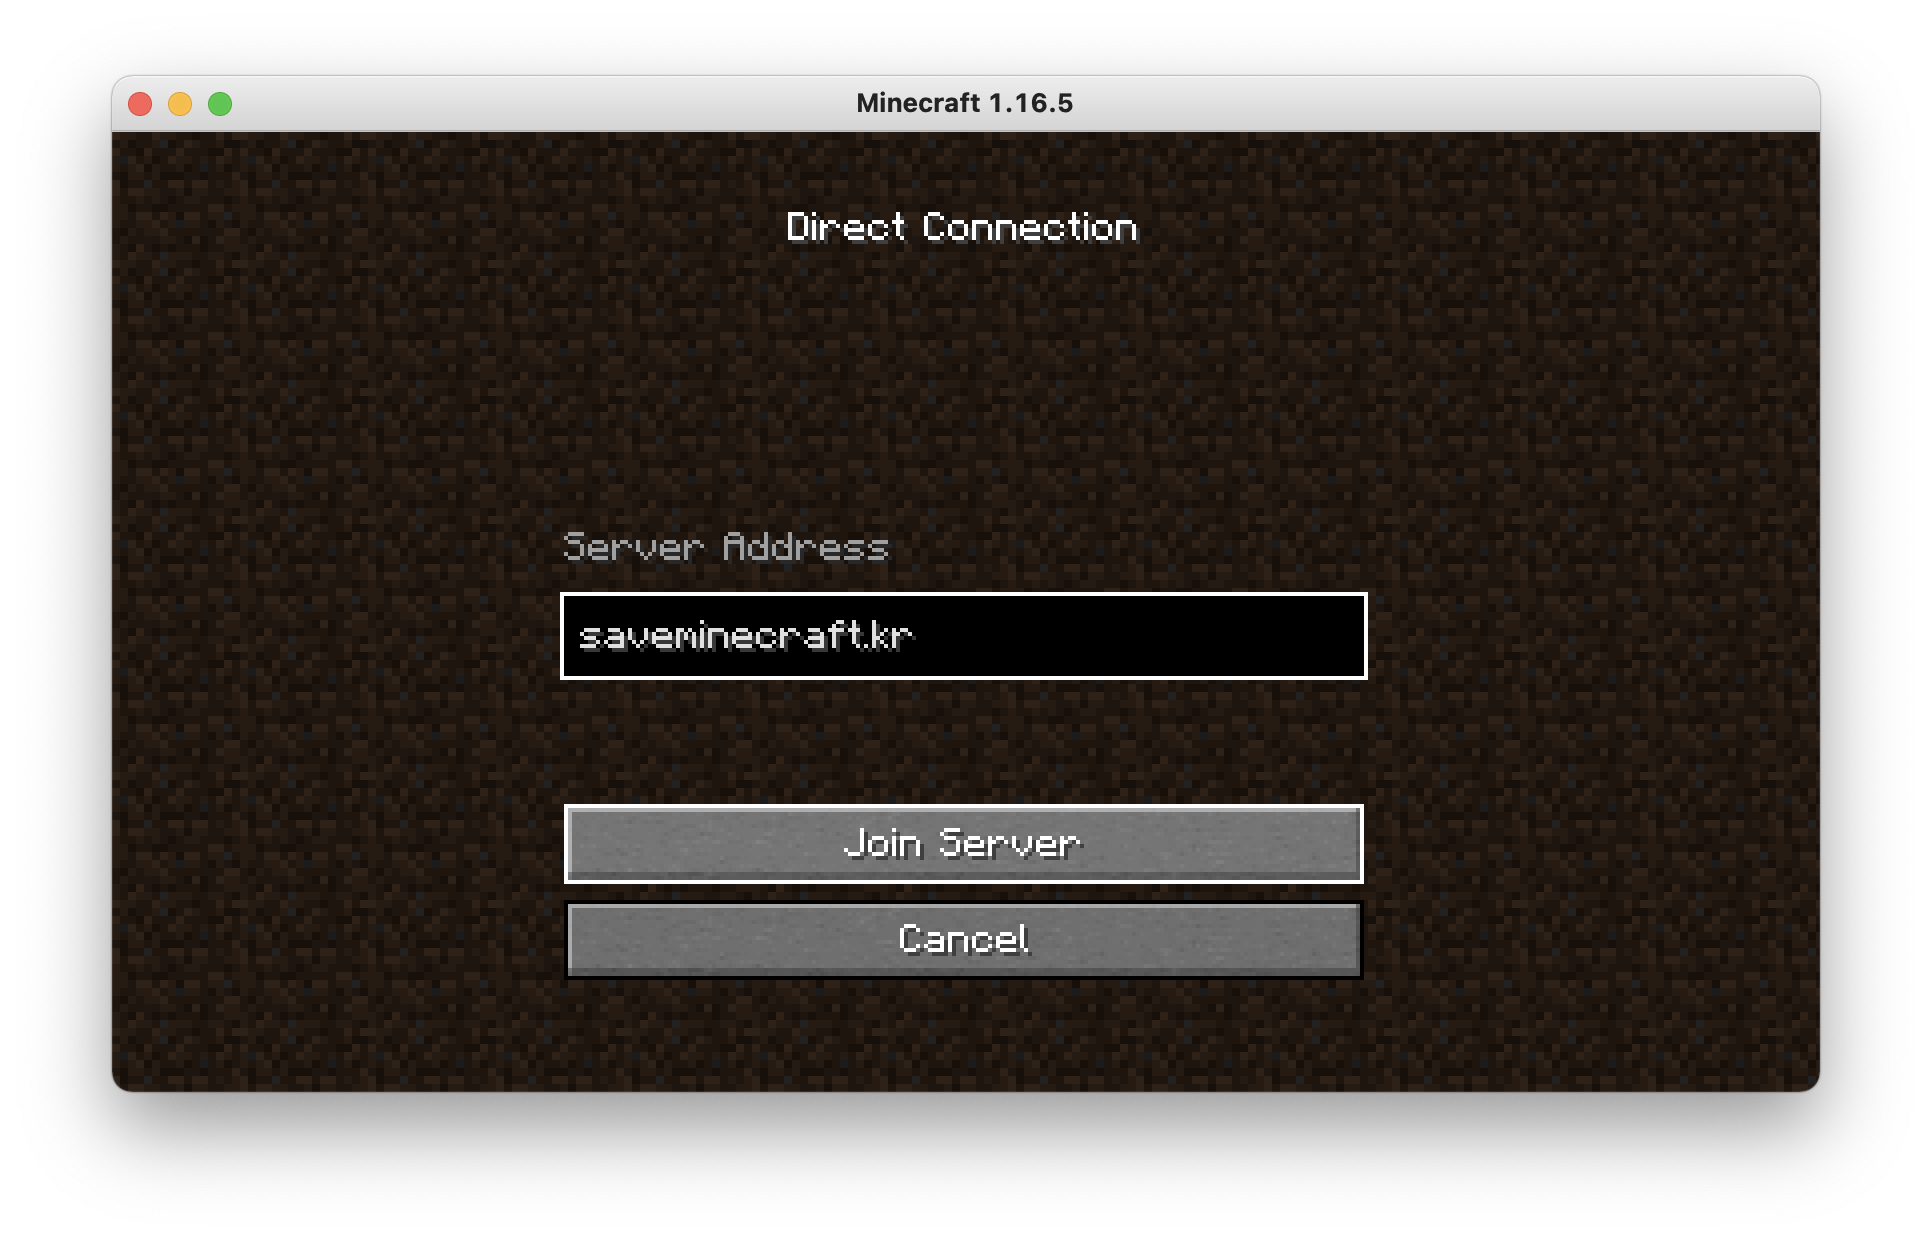 Minecraft 1.16.5
Direct Connection
Server Address
saveminecraft.kr
Join Server
Cancel